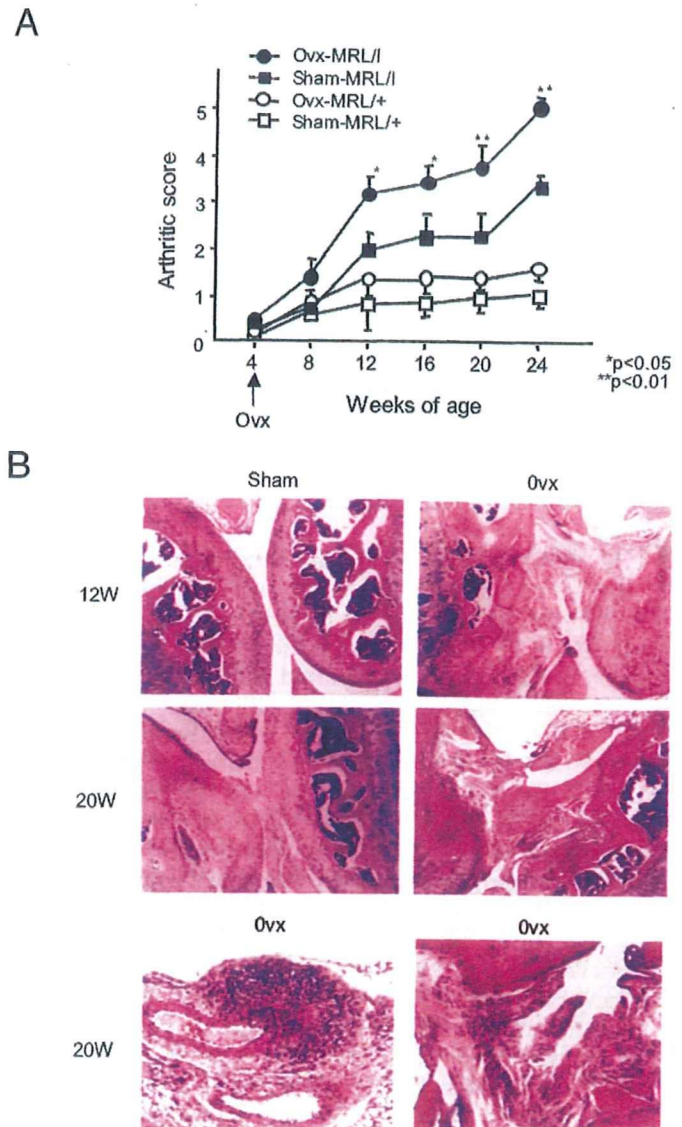 A
Ovx-MRL/l
Sham-MRL/l
Ovx-MRL/+
Sham-MRL/+
Arthritic score
5
4
3
2
1
0
* * ** **
4 8 12 16 20 24
Ovx
Weeks of age
*p<0.05
**p<0.01
B
Sham 0vx
12W
20W
0vx 0vx
20W